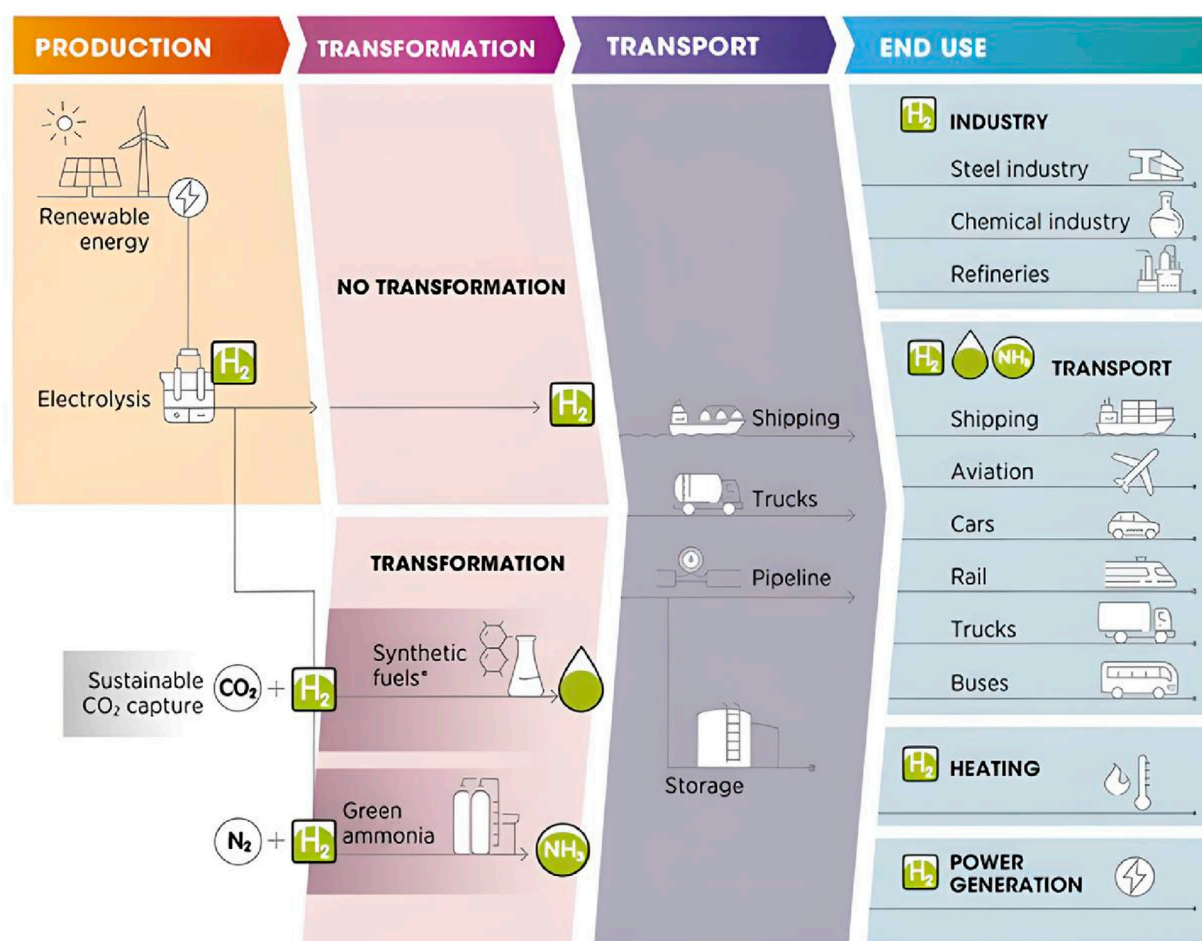 PRODUCTION
TRANSFORMATION
TRANSPORT
END USE
Renewable
energy
H₂
Electrolysis
NO TRANSFORMATION
H₂
TRANSFORMATION
Sustainable
CO₂ capture
CO₂ + H₂
Synthetic
fuels*
N₂ + H₂
Green
ammonia
NH₃
Shipping
Trucks
Pipeline
Storage
H₂ INDUSTRY
Steel industry
Chemical industry
Refineries
H₂ NH₃ TRANSPORT
Shipping
Aviation
Cars
Rail
Trucks
Buses
H₂ HEATING
H₂ POWER
GENERATION